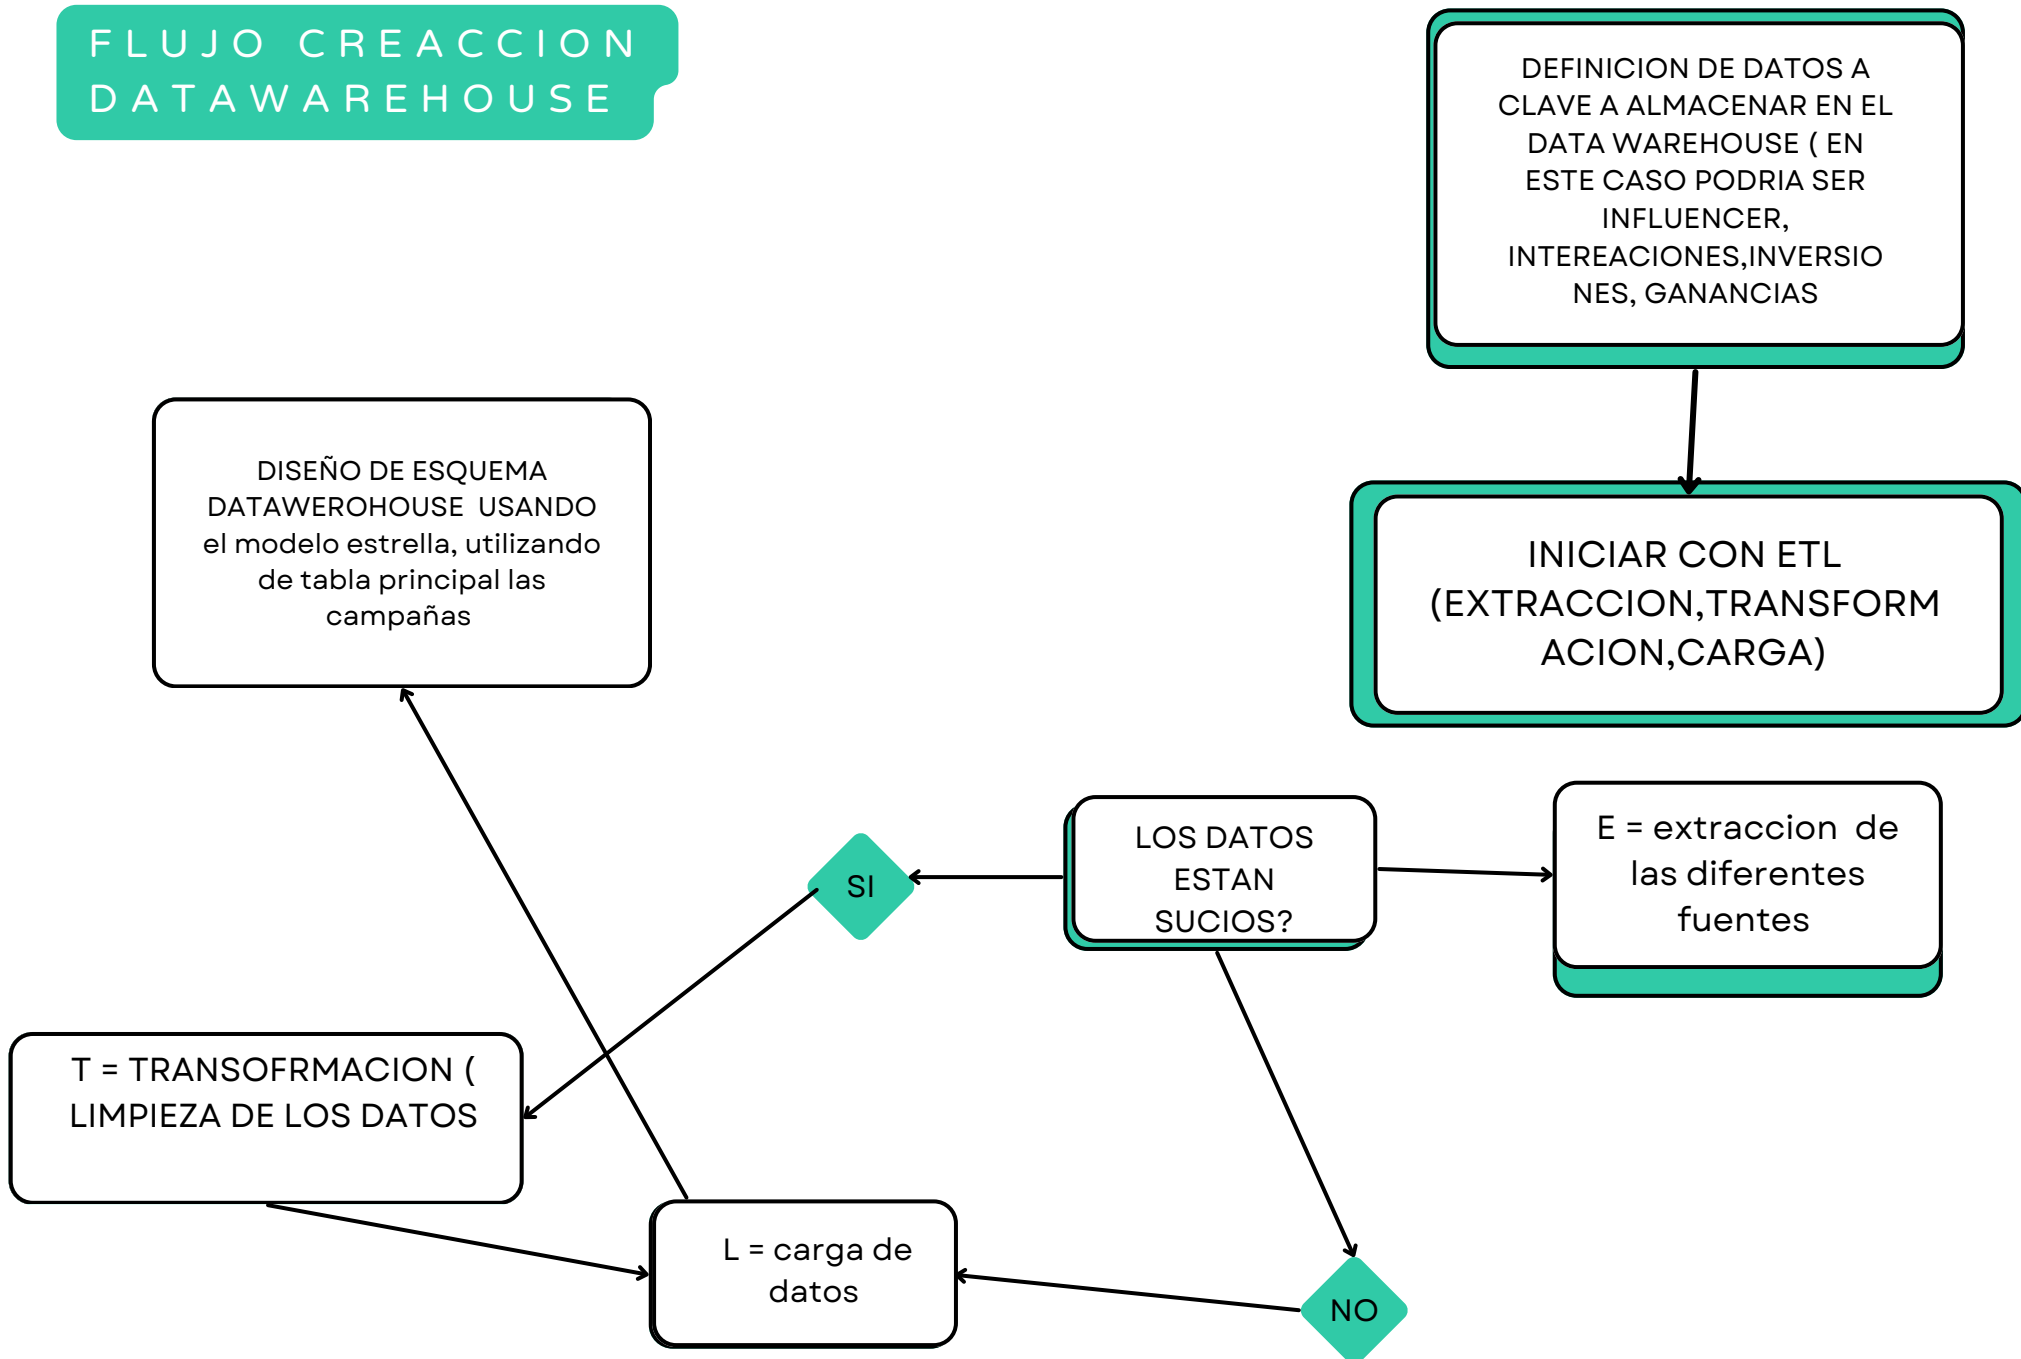 FLUJO CREACCION
DATAWAREHOUSE
DEFINICION DE DATOS A
CLAVE A ALMACENAR EN EL
DATA WAREHOUSE ( EN
ESTE CASO PODRIA SER
INFLUENCER,
INTEREACIONES,INVERSIO
NES, GANANCIAS
DISEÑO DE ESQUEMA
DATAWEROHOUSE  USANDO
el modelo estrella, utilizando
de tabla principal las
campañas
INICIAR CON ETL
(EXTRACCION,TRANSFORM
ACION,CARGA)
LOS DATOS
ESTAN
SUCIOS?
E = extraccion  de
las diferentes
fuentes
SI
T = TRANSOFRMACION (
LIMPIEZA DE LOS DATOS
L = carga de
datos
NO